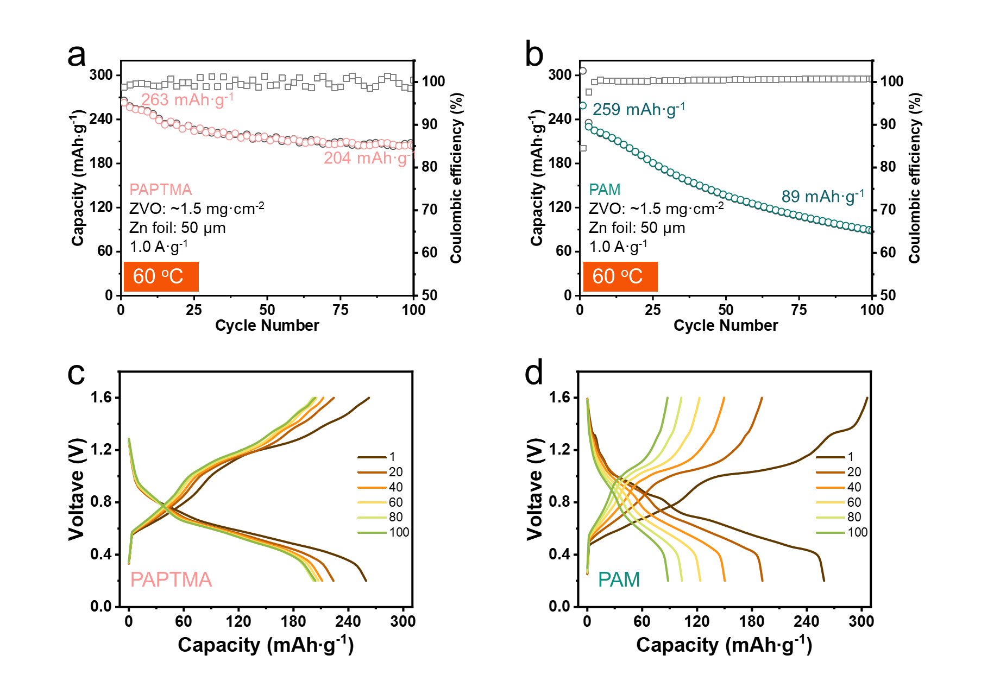 a
300
240
180
120
60
0
Capacity (mAh·g⁻¹)
100
90
80
70
60
50
Coulombic efficiency (%)
263 mAh·g⁻¹
204 mAh·g⁻¹
PAPTMA
ZVO: ~1.5 mg·cm⁻²
Zn foil: 50 μm
1.0 A·g⁻¹
60 ᵒC
0 25 50 75 100
Cycle Number
b
300
240
180
120
60
0
Capacity (mAh·g⁻¹)
100
90
80
70
60
50
Coulombic efficiency (%)
259 mAh·g⁻¹
89 mAh·g⁻¹
PAM
ZVO: ~1.5 mg·cm⁻²
Zn foil: 50 μm
1.0 A·g⁻¹
60 ᵒC
0 25 50 75 100
Cycle Number
c
1.6
1.2
0.8
0.4
0.0
Voltave (V)
1
20
40
60
80
100
PAPTMA
0 60 120 180 240 300
Capacity (mAh·g⁻¹)
d
1.6
1.2
0.8
0.4
0.0
Voltave (V)
1
20
40
60
80
100
PAM
0 60 120 180 240 300
Capacity (mAh·g⁻¹)